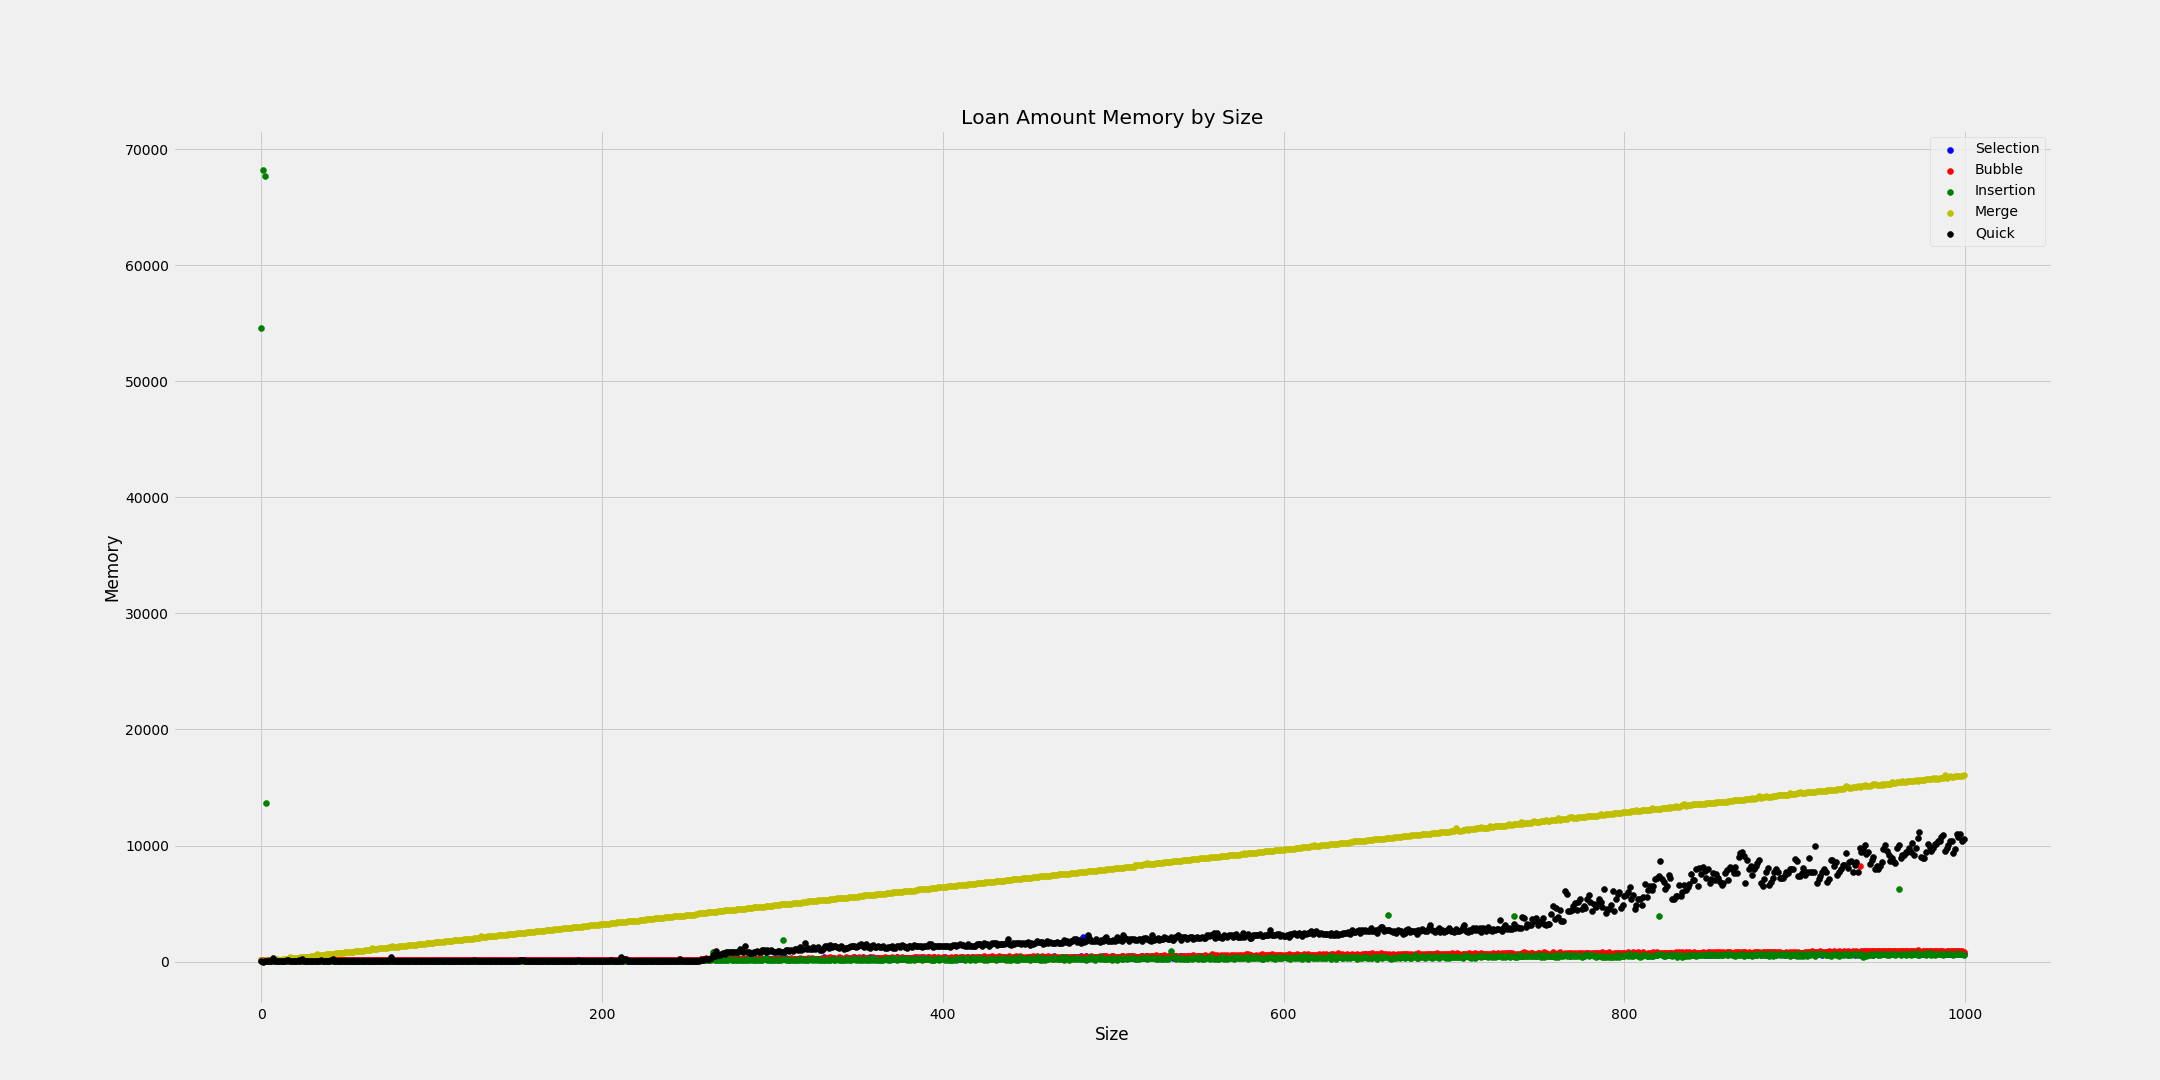 Loan Amount Memory by Size
70000
60000
50000
40000
30000
20000
10000
0
Memory
Selection
Bubble
Insertion
Merge
Quick
0 200 400 600 800 1000
Size